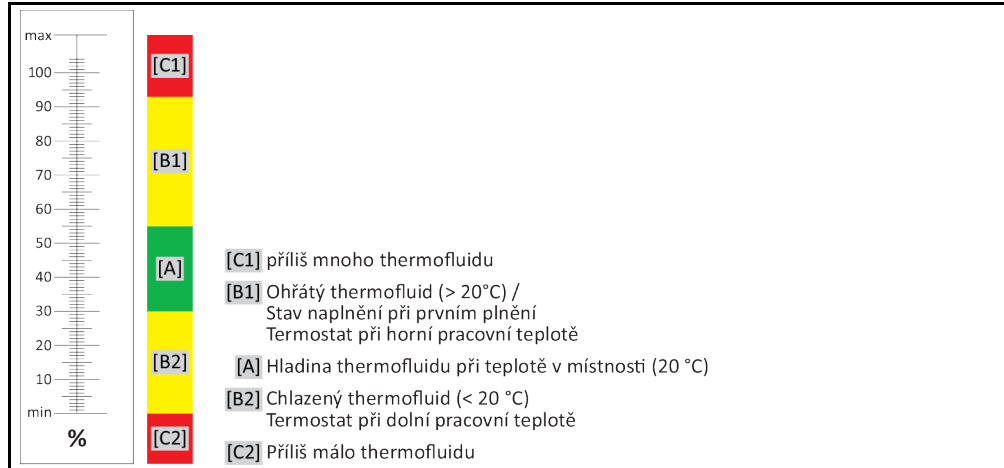 max
100
90
80
70
60
50
40
30
20
10
min
%
[C1]
[B1]
[A]
[B2]
[C2]
[C1] příliš mnoho thermofluidu
[B1] Ohřátý thermofluid (> 20°C) /
Stav naplnění při prvním plnění
Termostat při horní pracovní teplotě
[A] Hladina thermofluidu při teplotě v místnosti (20 °C)
[B2] Chlazený thermofluid (< 20 °C)
Termostat při dolní pracovní teplotě
[C2] Příliš málo thermofluidu